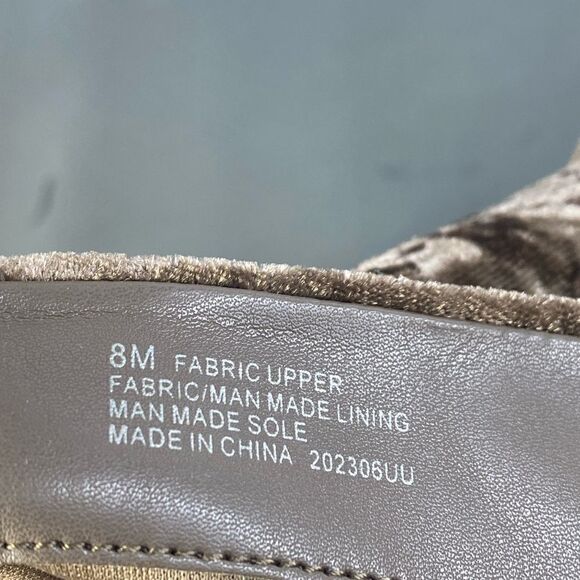 8M FABRIC UPPER
FABRIC/MAN MADE LINING
MAN MADE SOLE
MADE IN CHINA 202306UU